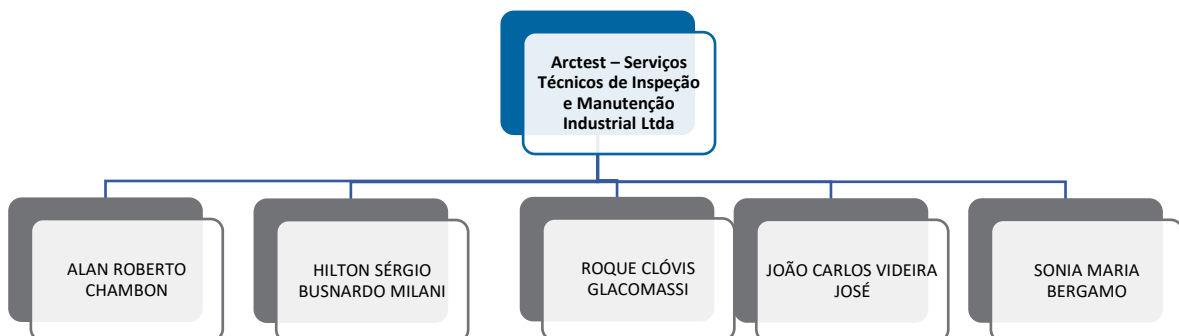 Arctest – Serviços
Técnicos de Inspeção
e Manutenção
Industrial Ltda
ALAN ROBERTO
CHAMBON
HILTON SÉRGIO
BUSNARDO MILANI
ROQUE CLÓVIS
GLACOMASSI
JOÃO CARLOS VIDEIRA
JOSÉ
SONIA MARIA
BERGAMO